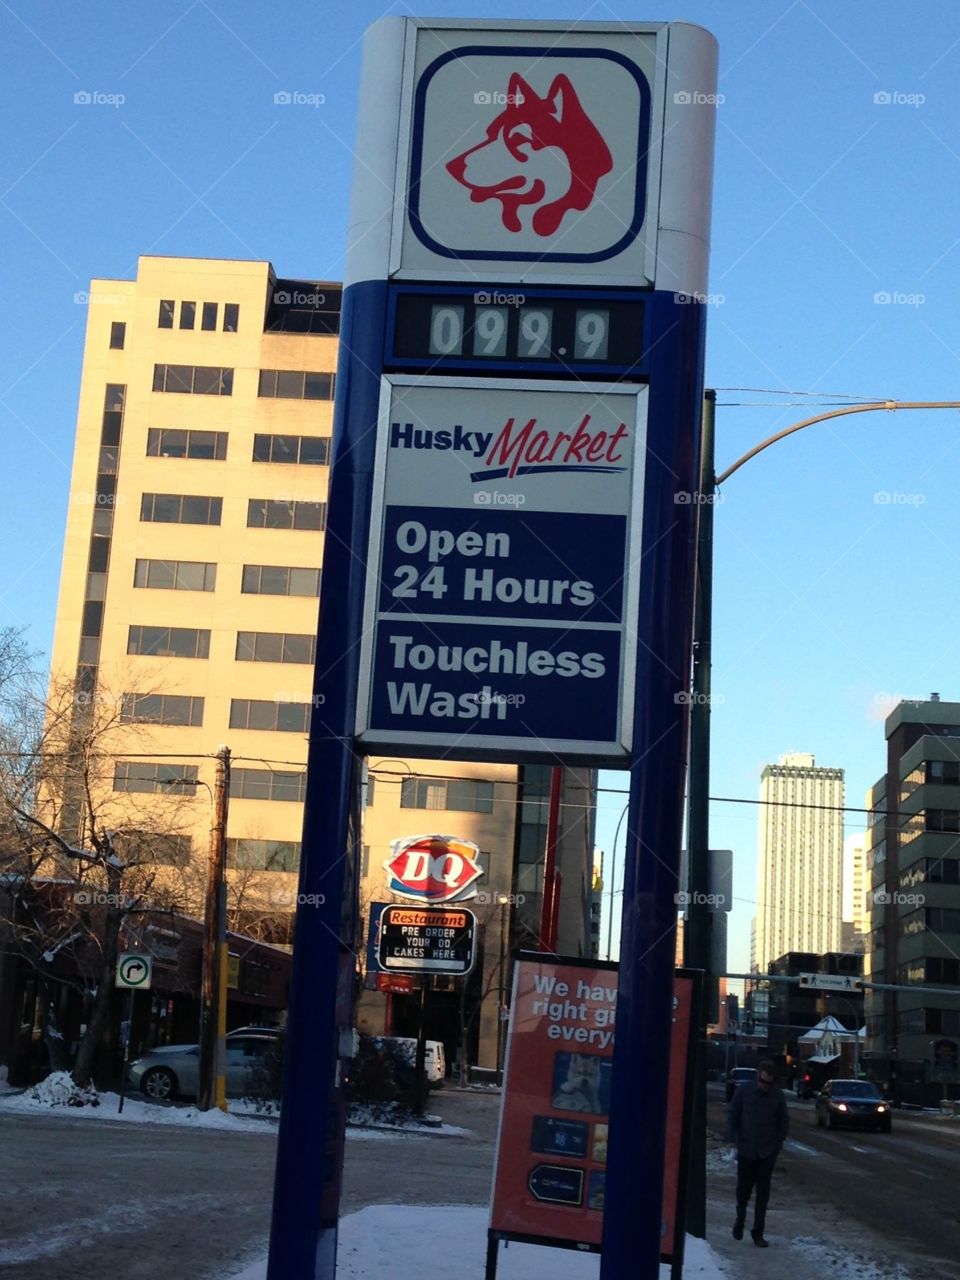 099.9
Husky Market
Open
24 Hours
Touchless
Wash
DQ
Restaurant
PRE ORDER
YOUR DQ
CAKES HERE
We hav
right gi
everyo